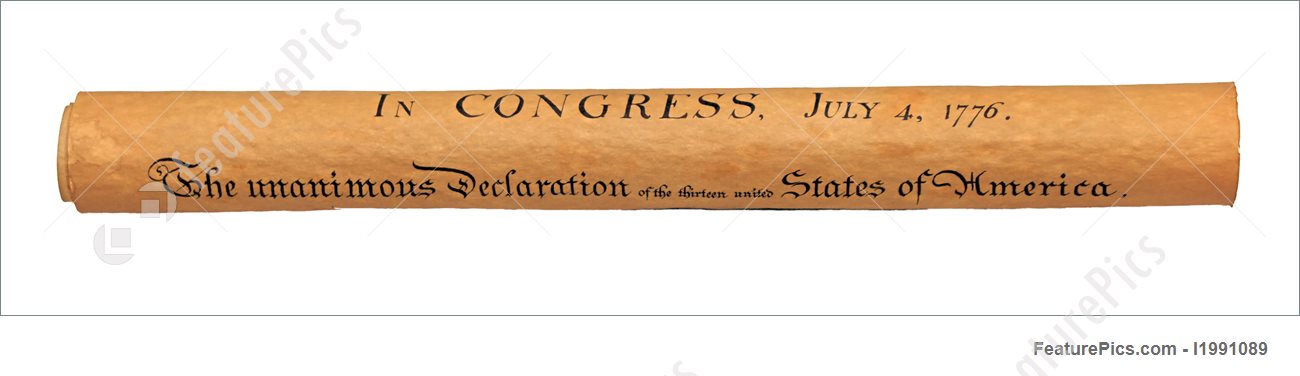 In CONGRESS, July 4, 1776.
The unanimous Declaration of the thirteen united States of America.
FeaturePics
FeaturePics
FeaturePics.com - I1991089